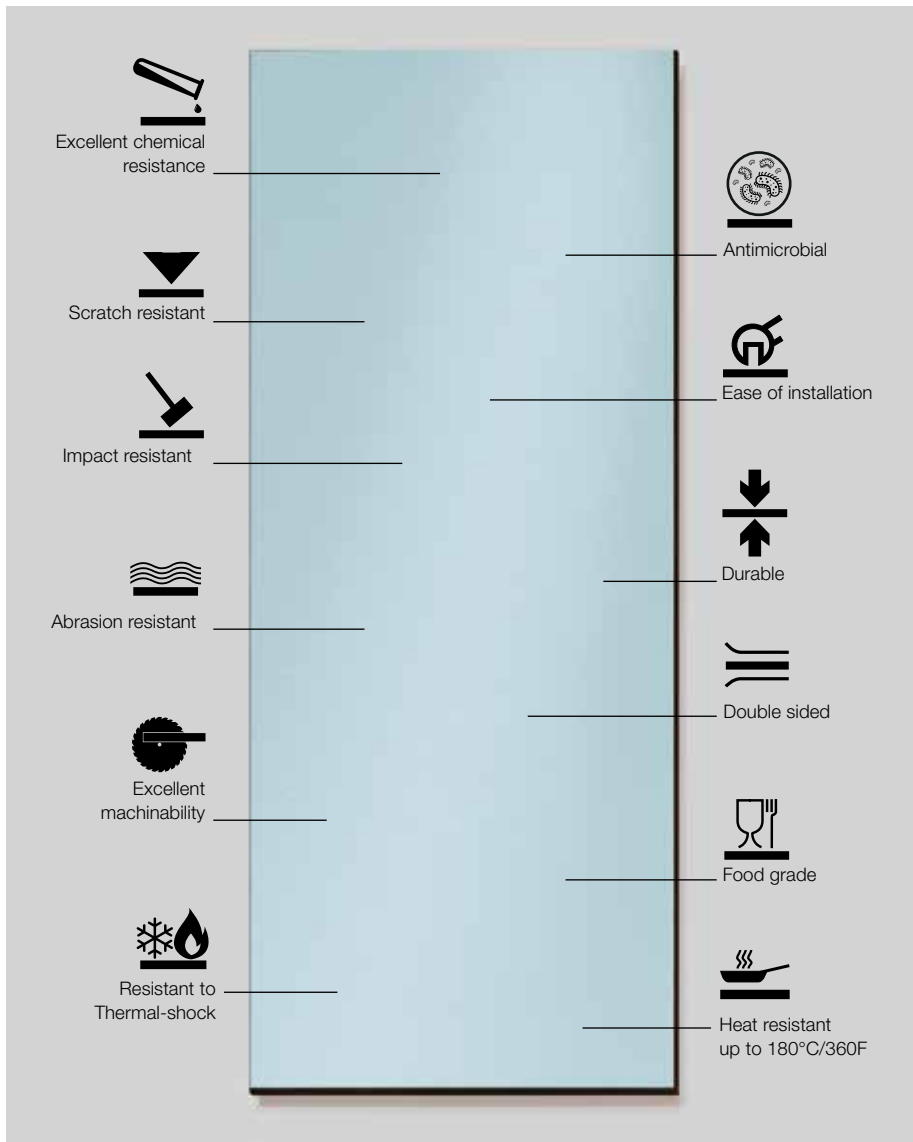 Excellent chemical
resistance
Scratch resistant
Impact resistant
Abrasion resistant
Excellent
machinability
Resistant to
Thermal-shock
Antimicrobial
Ease of installation
Durable
Double sided
Food grade
Heat resistant
up to 180°C/360F